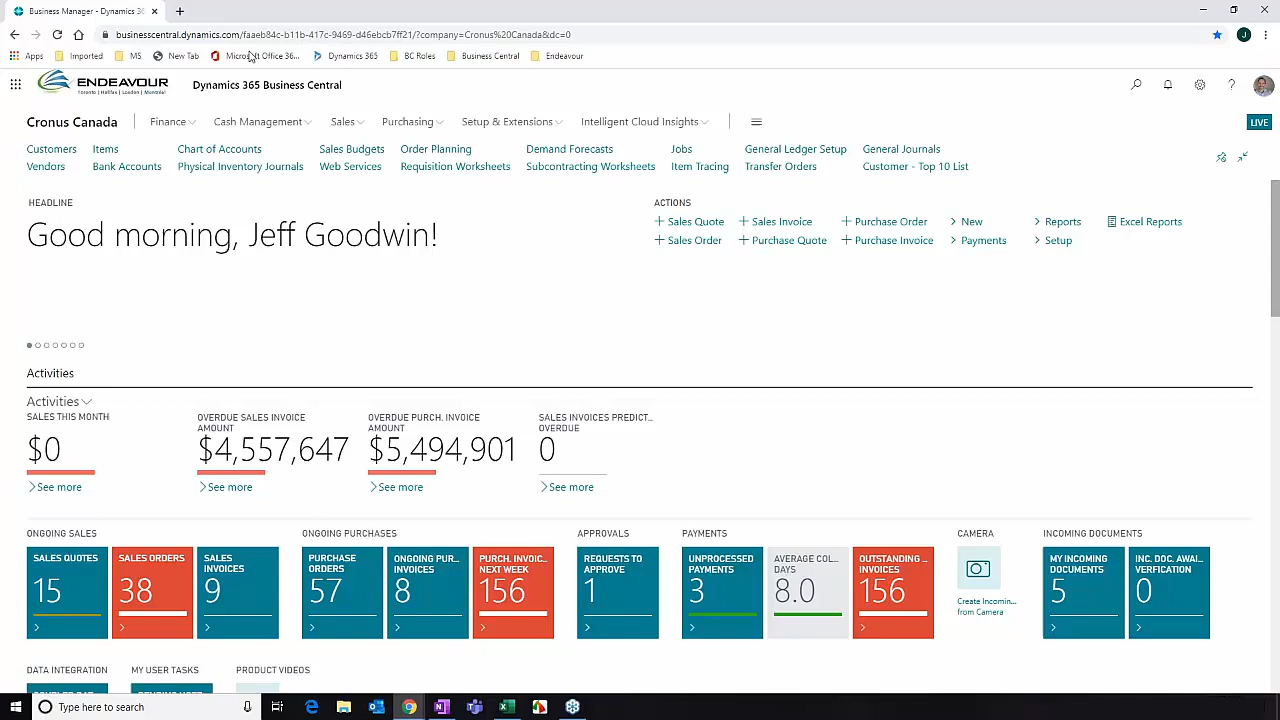 Business Manager - Dynamics 365
businesscentral.dynamics.com/faaeb84c-b11b-417c-9469-d46ebcb7ff21/?company=Cronus%20Canada&dc=0
J
Apps Imported MS New Tab Microsoft Office 36... Dynamics 365 BC Roles Business Central Endeavour
ENDEAVOUR Dynamics 365 Business Central
Toronto | Halifax | London | Montréal
Cronus Canada Finance Cash Management Sales Purchasing Setup & Extensions Intelligent Cloud Insights LIVE
Customers Items Chart of Accounts Sales Budgets Order Planning Demand Forecasts Jobs General Ledger Setup General Journals
Vendors Bank Accounts Physical Inventory Journals Web Services Requisition Worksheets Subcontracting Worksheets Item Tracing Transfer Orders Customer - Top 10 List
HEADLINE ACTIONS
Good morning, Jeff Goodwin!
+ Sales Quote + Sales Invoice + Purchase Order > New > Reports Excel Reports
+ Sales Order + Purchase Quote + Purchase Invoice > Payments > Setup
Activities
Activities
SALES THIS MONTH OVERDUE SALES INVOICE AMOUNT OVERDUE PURCH. INVOICE AMOUNT SALES INVOICES PREDICT... OVERDUE
$0 $4,557,647 $5,494,901 0
>See more >See more >See more >See more
ONGOING SALES ONGOING PURCHASES APPROVALS PAYMENTS CAMERA INCOMING DOCUMENTS
SALES QUOTES SALES ORDERS SALES INVOICES PURCHASE ORDERS ONGOING PUR... INVOICES PURCH. INVOIC... NEXT WEEK REQUESTS TO APPROVE UNPROCESSED PAYMENTS AVERAGE COL... DAYS OUTSTANDING ... INVOICES MY INCOMING DOCUMENTS INC. DOC. AWAI... VERFICATION
15 38 9 57 8 156 1 3 8.0 156 5 0
Create Incomin...
from Camera
DATA INTEGRATION MY USER TASKS PRODUCT VIDEOS
Type here to search